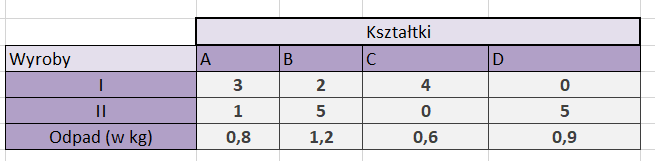 Kształtki
Wyroby A B C D
I 3 2 4 0
II 1 5 0 5
Odpad (w kg) 0,8 1,2 0,6 0,9